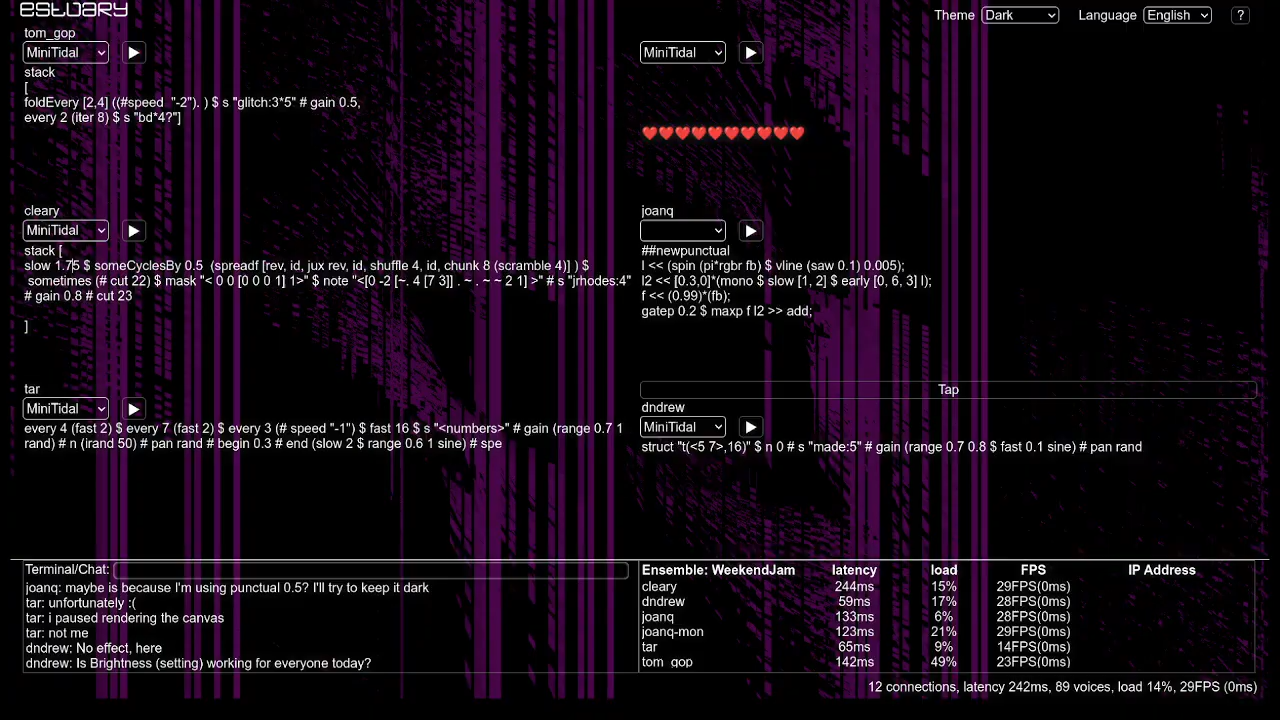 estuary
Theme Dark Language English ?
tom_gop
MiniTidal
stack
[
foldEvery [2,4] ((#speed "-2"). ) $ s "glitch:3*5" # gain 0.5,
every 2 (iter 8) $ s "bd*4?"]
MiniTidal
❤️❤️❤️❤️❤️❤️❤️❤️❤️❤️
cleary
MiniTidal
stack [
slow 1.75 $ someCyclesBy 0.5 (spreadf [rev, id, jux rev, id, shuffle 4, id, chunk 8 (scramble 4)] ) $
sometimes (# cut 22) $ mask "< 0 0 [0 0 0 1] 1>" $ note "<[0 -2 [~. 4 [7 3]] . ~ . ~ ~ 2 1] >" # s "jrhodes:4"
# gain 0.8 # cut 23
]
joanq
##newpunctual
l << (spin (pi*rgbr fb) $ vline (saw 0.1) 0.005);
l2 << [0.3,0]*(mono $ slow [1, 2] $ early [0, 6, 3] l);
f << (0.99)*(fb);
gatep 0.2 $ maxp f l2 >> add;
tar
MiniTidal
every 4 (fast 2) $ every 7 (fast 2) $ every 3 (# speed "-1") $ fast 16 $ s "<numbers>" # gain (range 0.7 1
rand) # n (irand 50) # pan rand # begin 0.3 # end (slow 2 $ range 0.6 1 sine) # spe
Tap
dndrew
MiniTidal
struct "t(<5 7>,16)" $ n 0 # s "made:5" # gain (range 0.7 0.8 $ fast 0.1 sine) # pan rand
Terminal/Chat:
joanq: maybe is because I'm using punctual 0.5? I'll try to keep it dark
tar: unfortunately :(
tar: i paused rendering the canvas
tar: not me
dndrew: No effect, here
dndrew: Is Brightness (setting) working for everyone today?
Ensemble: WeekendJam latency load FPS IP Address
cleary 244ms 15% 29FPS(0ms)
dndrew 59ms 17% 28FPS(0ms)
joanq 133ms 6% 28FPS(0ms)
joanq-mon 123ms 21% 29FPS(0ms)
tar 65ms 9% 14FPS(0ms)
tom_gop 142ms 49% 23FPS(0ms)
12 connections, latency 242ms, 89 voices, load 14%, 29FPS (0ms)